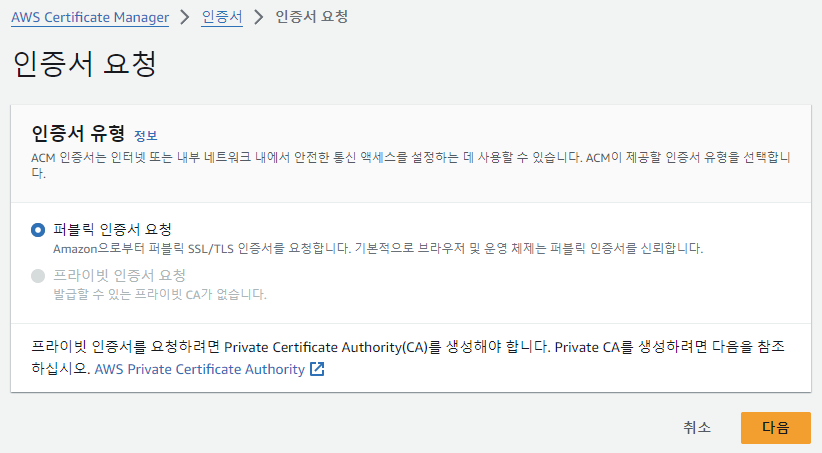 AWS Certificate Manager > 인증서 > 인증서 요청
인증서 요청
인증서 유형 정보
ACM 인증서는 인터넷 또는 내부 네트워크 내에서 안전한 통신 액세스를 설정하는 데 사용할 수 있습니다. ACM이 제공할 인증서 유형을 선택합니
다.
퍼블릭 인증서 요청
Amazon으로부터 퍼블릭 SSL/TLS 인증서를 요청합니다. 기본적으로 브라우저 및 운영 체제는 퍼블릭 인증서를 신뢰합니다.
프라이빗 인증서 요청
발급할 수 있는 프라이빗 CA가 없습니다.
프라이빗 인증서를 요청하려면 Private Certificate Authority(CA)를 생성해야 합니다. Private CA를 생성하려면 다음을 참조
하십시오. AWS Private Certificate Authority
취소 다음